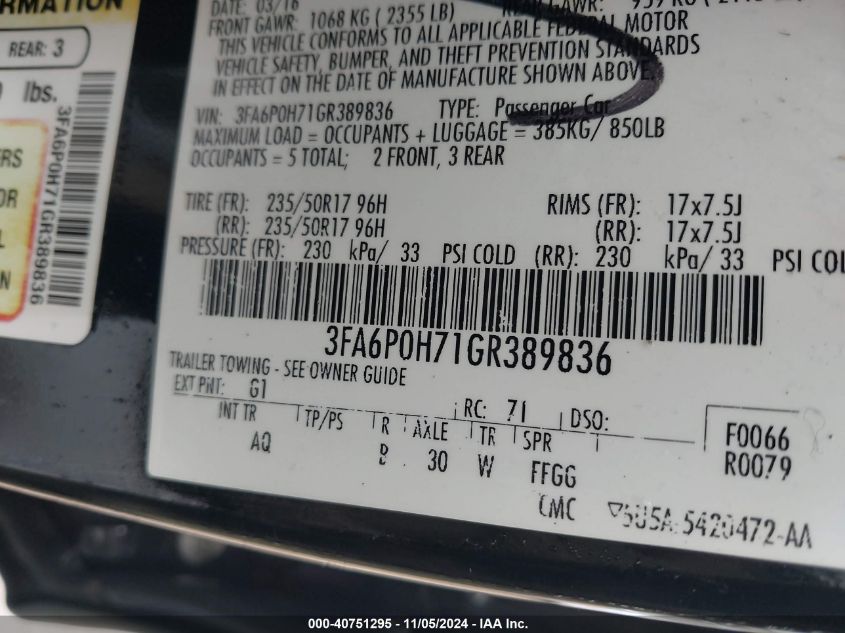 FORMATION
REAR: 3
lbs.
3FA6P0H71GR389836
DATE: 03/16
FRONT GAWR: 1068 KG ( 2355 LB) REAR GAWR:
THIS VEHICLE CONFORMS TO ALL APPLICABLE FEDERAL MOTOR
VEHICLE SAFETY, BUMPER, AND THEFT PREVENTION STANDARDS
IN EFFECT ON THE DATE OF MANUFACTURE SHOWN ABOVE.
VIN: 3FA6P0H71GR389836 TYPE: Passenger Car
MAXIMUM LOAD = OCCUPANTS + LUGGAGE = 385KG/ 850LB
OCCUPANTS = 5 TOTAL; 2 FRONT, 3 REAR
TIRE (FR): 235/50R17 96H RIMS (FR): 17x7.5J
(RR): 235/50R17 96H (RR): 17x7.5J
PRESSURE (FR): 230 kPa/ 33 PSI COLD (RR): 230 kPa/ 33 PSI COL
3FA6P0H71GR389836
TRAILER TOWING - SEE OWNER GUIDE
EXT PNT: G1 RC: 71 DSO:
INT TR TP/PS R AXLE TR SPR F0066
AQ B 30 W FFGG R0079
CMC 5U5A-5420472-AA
000-40751295 - 11/05/2024 - IAA Inc.